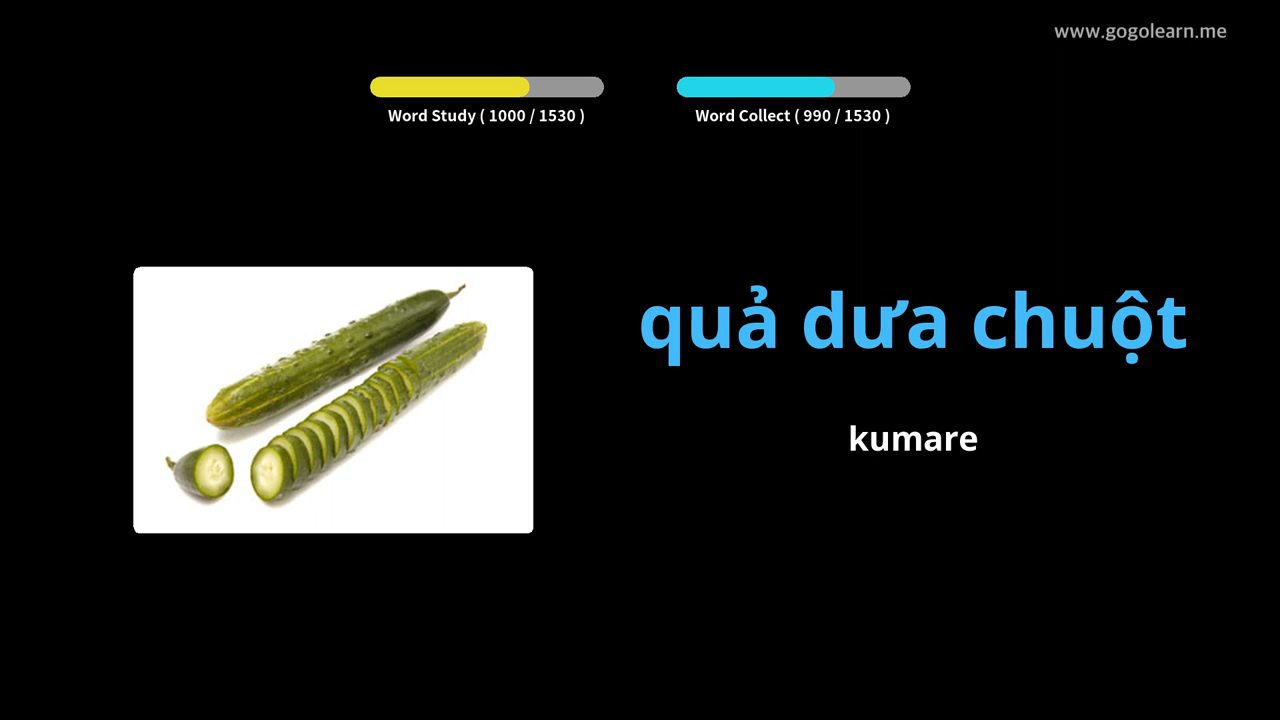 www.gogolearn.me
Word Study ( 1000 / 1530 )
Word Collect ( 990 / 1530 )
quả dưa chuột
kumare